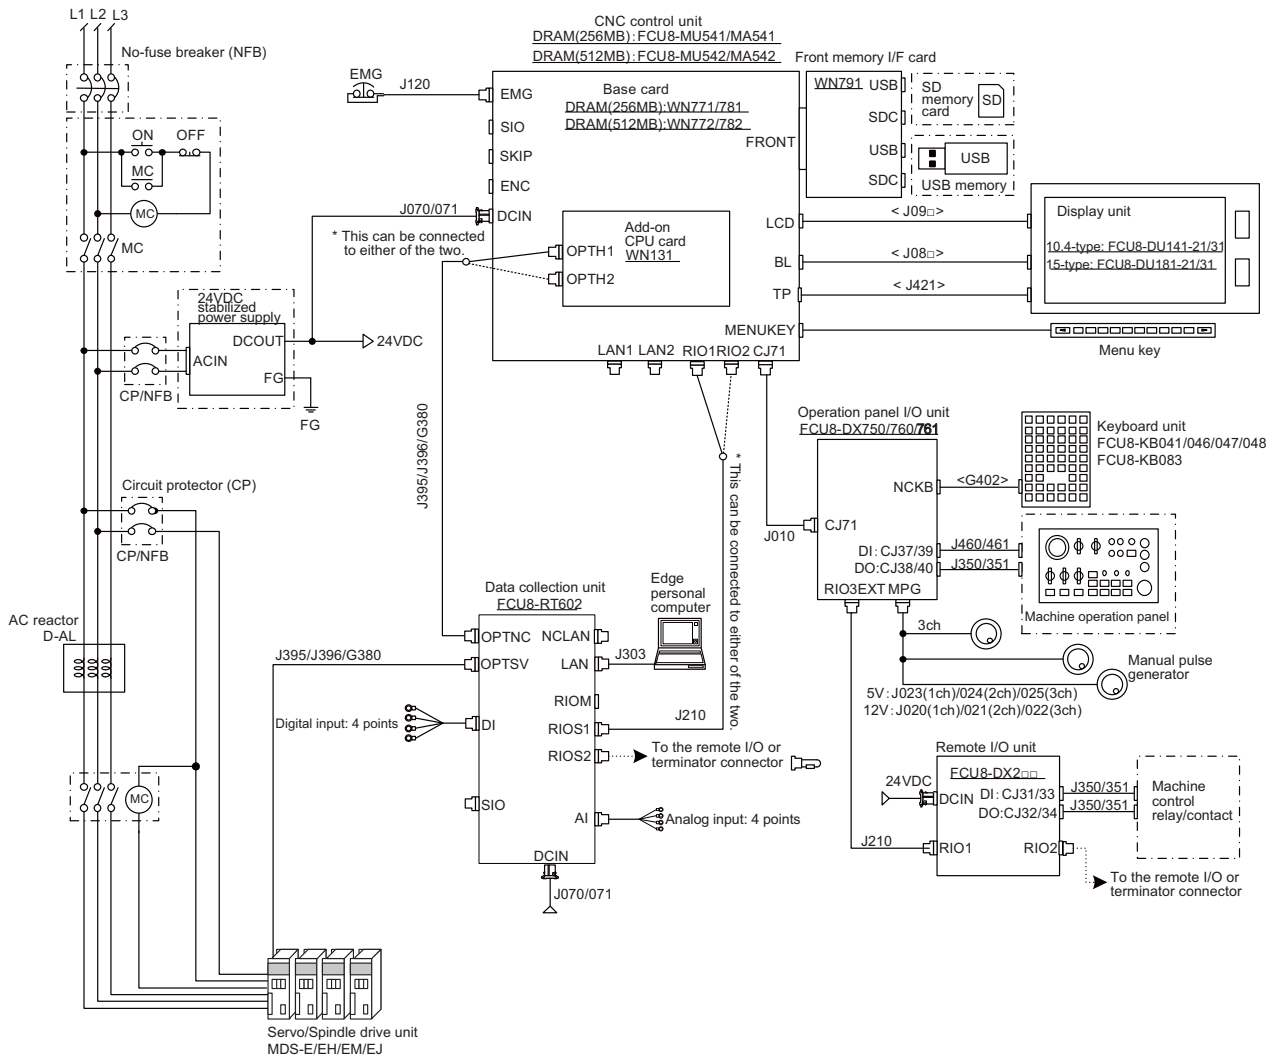 L1 L2 L3
No-fuse breaker (NFB)
ON OFF
MC
MC
MC
CNC control unit
DRAM(256MB):FCU8-MU541/MA541
DRAM(512MB):FCU8-MU542/MA542
Front memory I/F card
EMG
J120
EMG
SIO
SKIP
ENC
J070/071
DCIN
Base card
DRAM(256MB):WN771/781
DRAM(512MB):WN772/782
FRONT
WN791
USB
SDC
USB
SDC
SD
memory
card
SD
USB
USB memory
* This can be connected
to either of the two.
OPTH1
OPTH2
Add-on
CPU card
WN131
LCD
BL
TP
MENUKEY
< J09□>
< J08□>
< J421>
Display unit
10.4-type: FCU8-DU141-21/31
15-type: FCU8-DU181-21/31
Menu key
LAN1 LAN2 RIO1 RIO2 CJ71
24VDC
stabilized
power supply
DCOUT
ACIN
FG
24VDC
FG
CP/NFB
J395/J396/G380
* This can be connected to either of the two.
Operation panel I/O unit
FCU8-DX750/760/761
NCKB
<G402>
Keyboard unit
FCU8-KB041/046/047/048
FCU8-KB083
CJ71
J010
DI:CJ37/39
J460/461
DO:CJ38/40
J350/351
RIO3EXT MPG
Machine operation panel
3ch
Manual pulse
generator
5V:J023(1ch)/024(2ch)/025(3ch)
12V:J020(1ch)/021(2ch)/022(3ch)
Circuit protector (CP)
CP/NFB
AC reactor
D-AL
Data collection unit
FCU8-RT602
Edge
personal
computer
OPTNC
NCLAN
J395/J396/G380
OPTSV
LAN
J303
RIOM
Digital input: 4 points
DI
RIOS1
J210
RIOS2
To the remote I/O or
terminator connector
SIO
AI
Analog input: 4 points
DCIN
J070/071
MC
Remote I/O unit
FCU8-DX2□□
24VDC
DCIN
DI:CJ31/33
J350/351
DO:CJ32/34
J350/351
Machine
control
relay/contact
J210
RIO1
RIO2
To the remote I/O or
terminator connector
Servo/Spindle drive unit
MDS-E/EH/EM/EJ